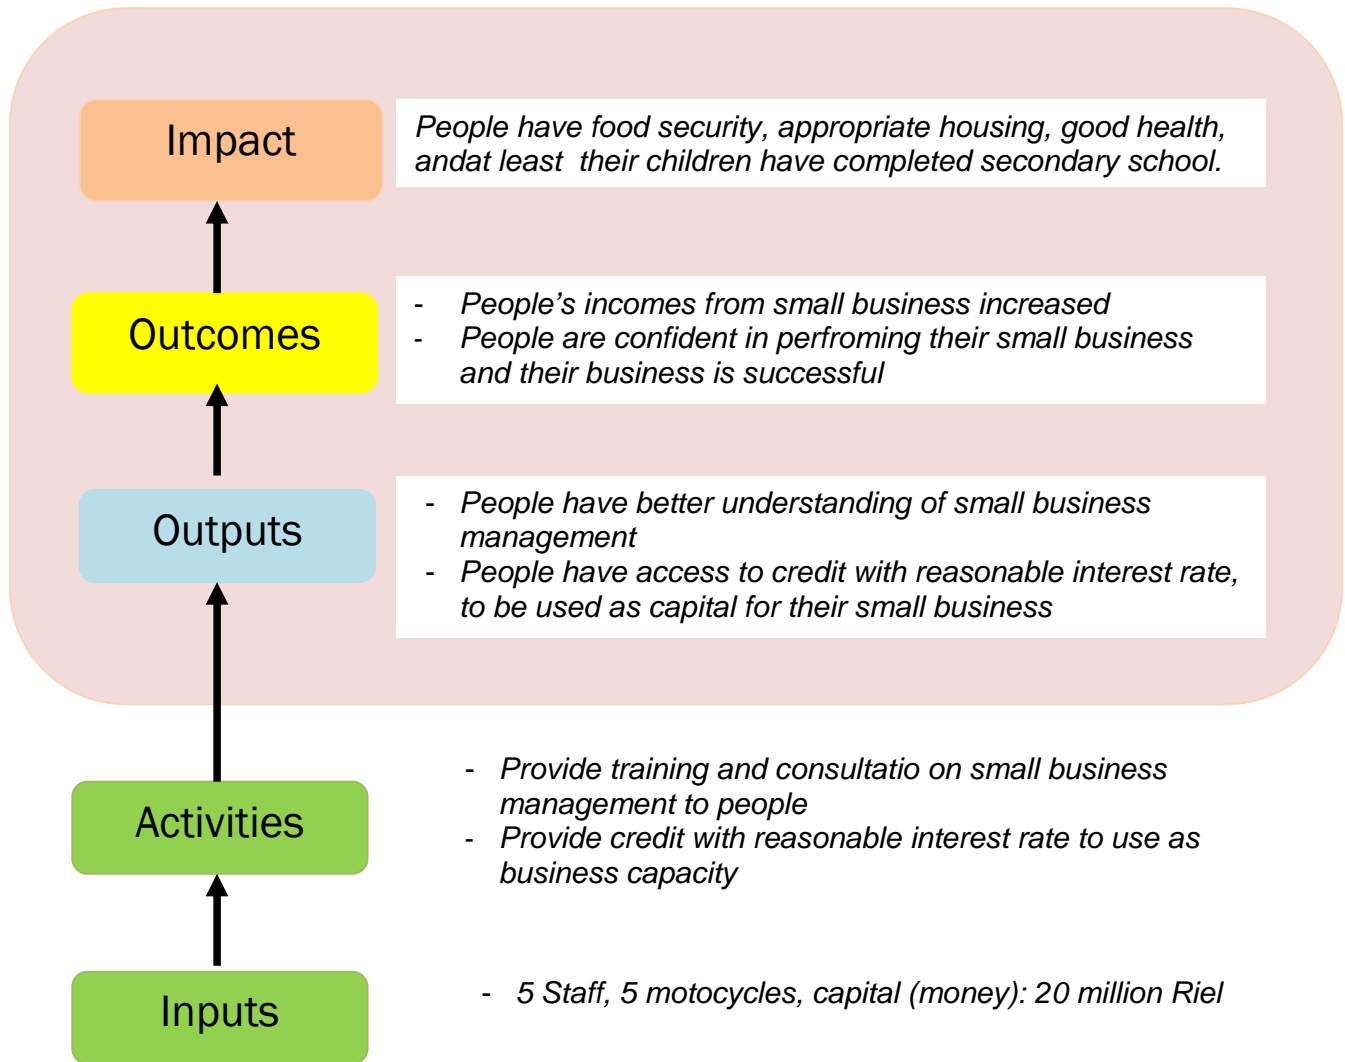 Impact
People have food security, appropriate housing, good health,
andat least their children have completed secondary school.
Outcomes
- People’s incomes from small business increased
- People are confident in perfroming their small business
and their business is successful
Outputs
- People have better understanding of small business
management
- People have access to credit with reasonable interest rate,
to be used as capital for their small business
Activities
- Provide training and consultatio on small business
management to people
- Provide credit with reasonable interest rate to use as
business capacity
Inputs
- 5 Staff, 5 motocycles, capital (money): 20 million Riel